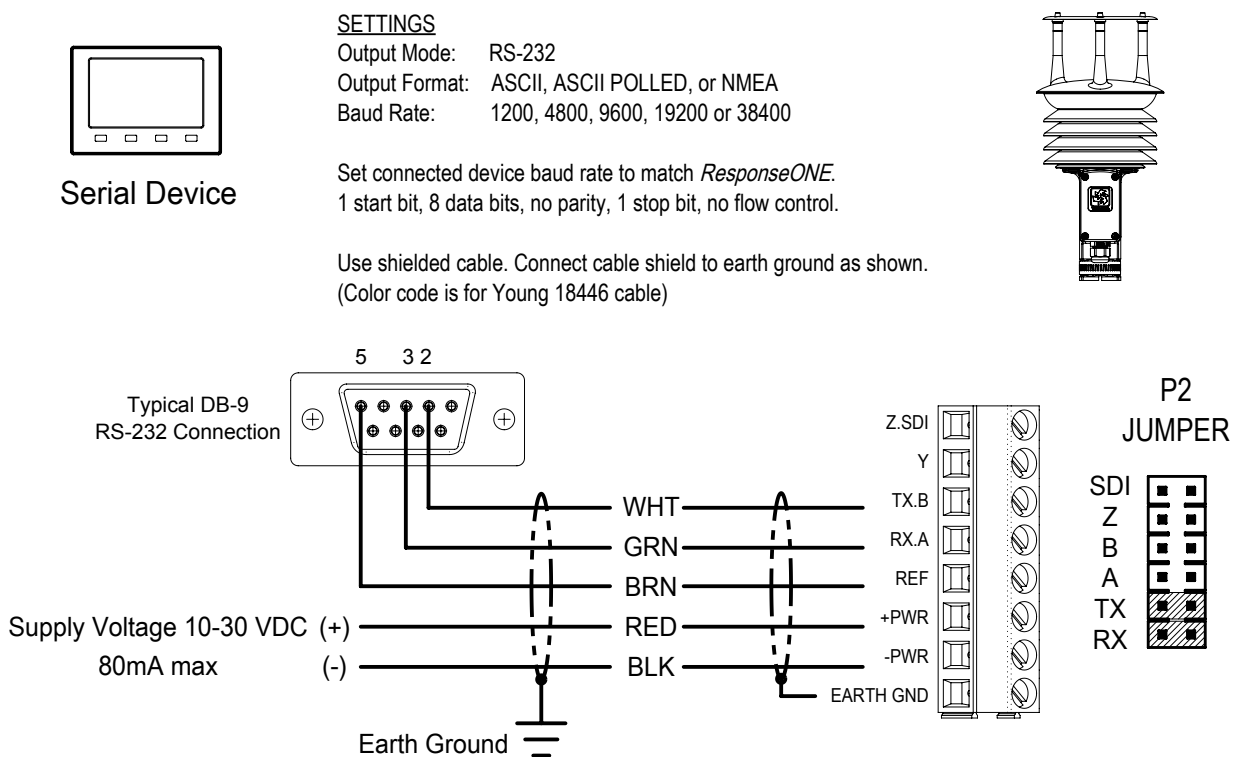 SETTINGS
Output Mode: RS-232
Output Format: ASCII, ASCII POLLED, or NMEA
Baud Rate: 1200, 4800, 9600, 19200 or 38400
Serial Device
Set connected device baud rate to match ResponseONE.
1 start bit, 8 data bits, no parity, 1 stop bit, no flow control.
Use shielded cable. Connect cable shield to earth ground as shown.
(Color code is for Young 18446 cable)
5 3 2
Typical DB-9
RS-232 Connection
P2
JUMPER
Z.SDI
Y
WHT TX.B
GRN RX.A
BRN REF
Supply Voltage 10-30 VDC (+) RED +PWR
80mA max (-) BLK -PWR
EARTH GND
Earth Ground
SDI
Z
B
A
TX
RX